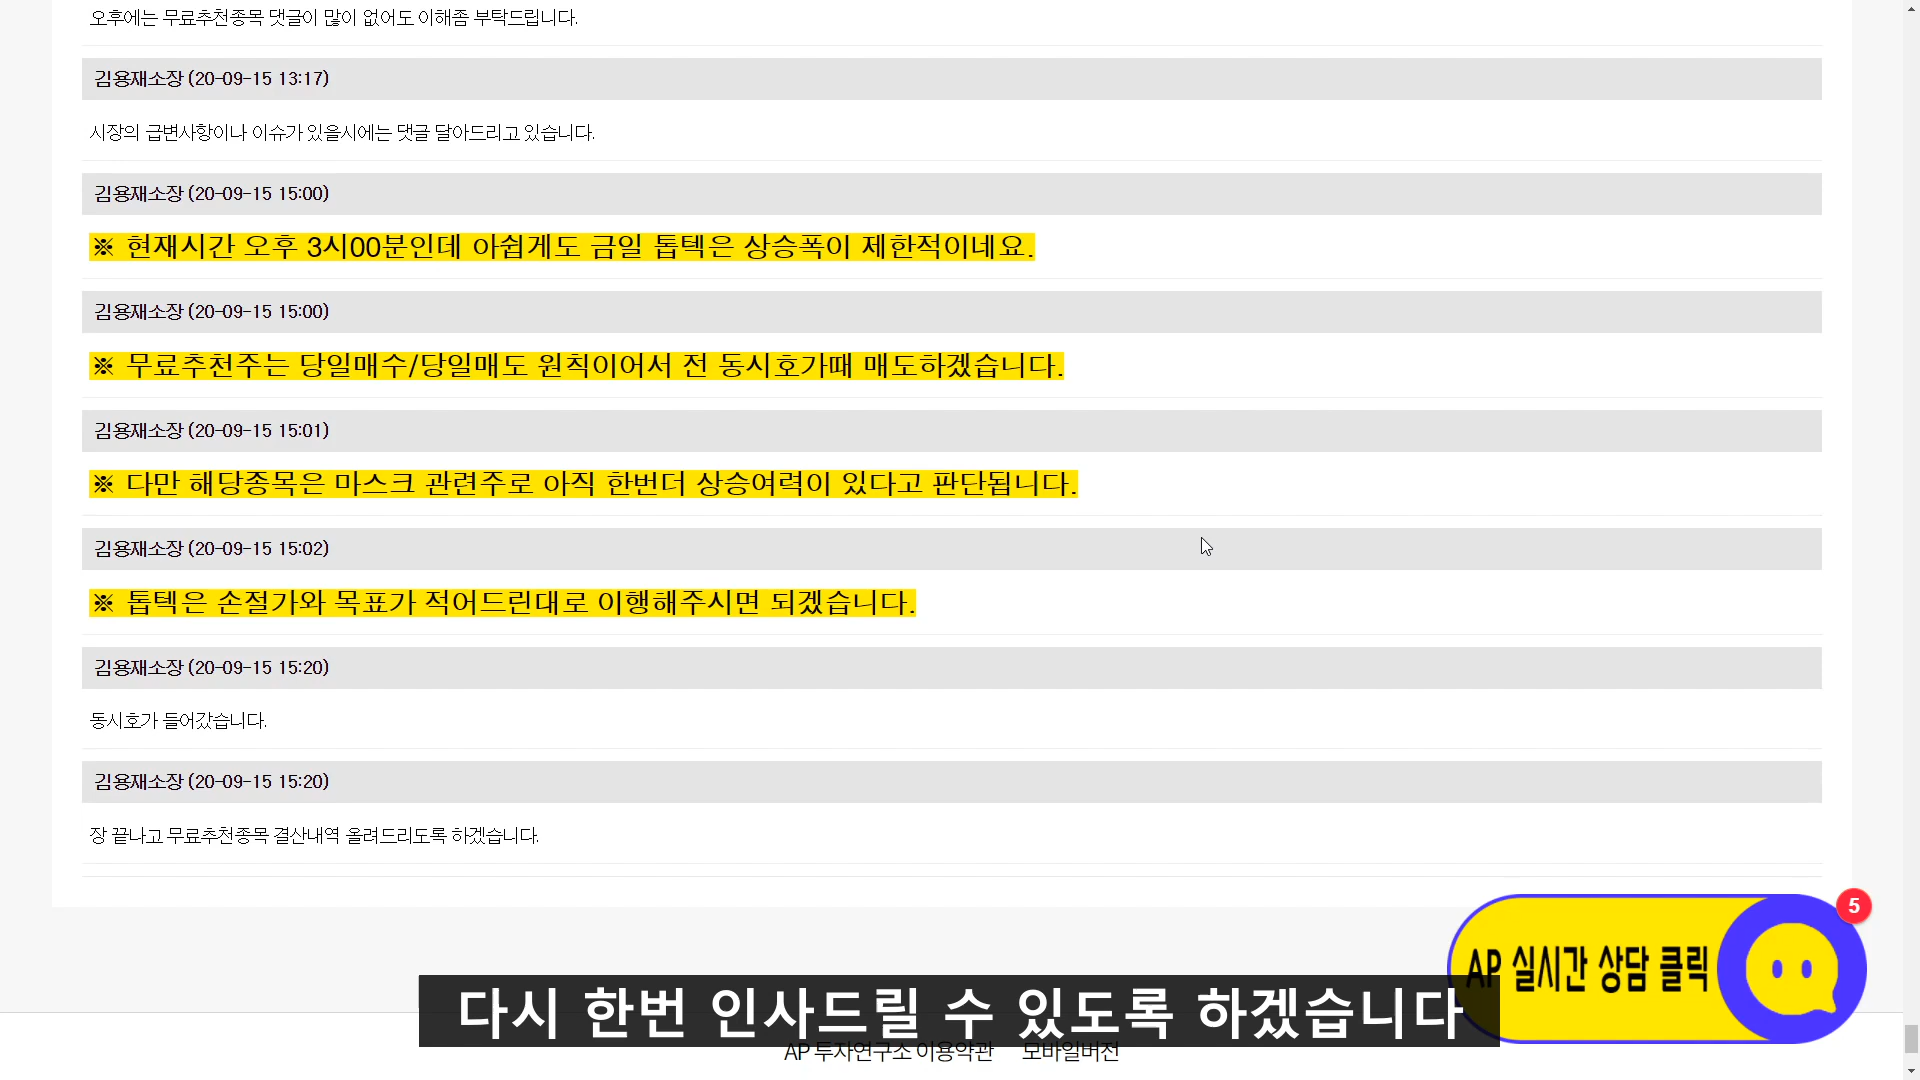 오후에는 무료추천종목 댓글이 많이 없어도 이해좀 부탁드립니다.
김용재소장 (20-09-15 13:17)
시장의 급변사항이나 이슈가 있을시에는 댓글 달아드리고 있습니다.
김용재소장 (20-09-15 15:00)
※ 현재시간 오후 3시00분인데 아쉽게도 금일 톱텍은 상승폭이 제한적이네요.
김용재소장 (20-09-15 15:00)
※ 무료추천주는 당일매수/당일매도 원칙이어서 전 동시호가때 매도하겠습니다.
김용재소장 (20-09-15 15:01)
※ 다만 해당종목은 마스크 관련주로 아직 한번더 상승여력이 있다고 판단됩니다.
김용재소장 (20-09-15 15:02)
※ 톱텍은 손절가와 목표가 적어드린대로 이행해주시면 되겠습니다.
김용재소장 (20-09-15 15:20)
동시호가 들어갔습니다.
김용재소장 (20-09-15 15:20)
장 끝나고 무료추천종목 결산내역 올려드리도록 하겠습니다.
5
AP 실시간 상담 클릭
다시 한번 인사드릴 수 있도록 하겠습니다
AP 투자연구소 이용약관 모바일버전